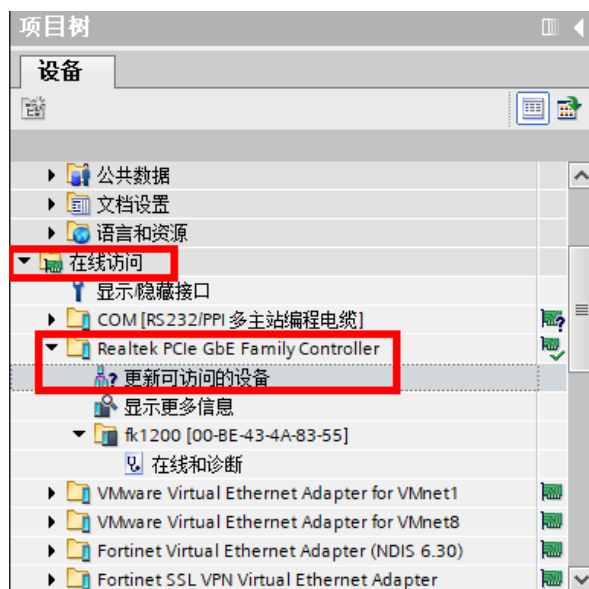 项目树
设备
公共数据
文档设置
语言和资源
在线访问
显示/隐藏接口
COM [RS232/PPI 多主站编程电缆]
Realtek PCIe GbE Family Controller
更新可访问的设备
显示更多信息
fk1200 [00-BE-43-4A-83-55]
在线和诊断
VMware Virtual Ethernet Adapter for VMnet1
VMware Virtual Ethernet Adapter for VMnet8
Fortinet Virtual Ethernet Adapter (NDIS 6.30)
Fortinet SSL VPN Virtual Ethernet Adapter